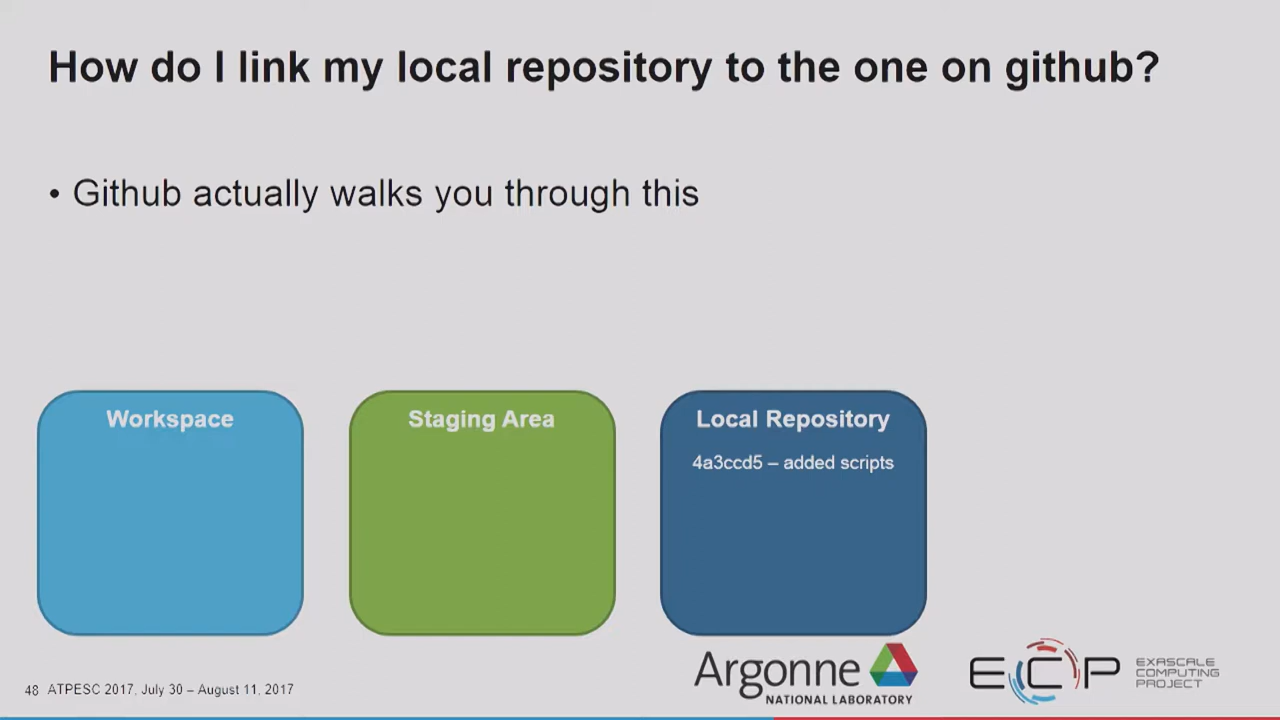 How do I link my local repository to the one on github?
• Github actually walks you through this
Workspace
Staging Area
Local Repository
4a3ccd5 – added scripts
48 ATPESC 2017, July 30 – August 11, 2017
Argonne
NATIONAL LABORATORY
ECP
EXASCALE
COMPUTING
PROJECT